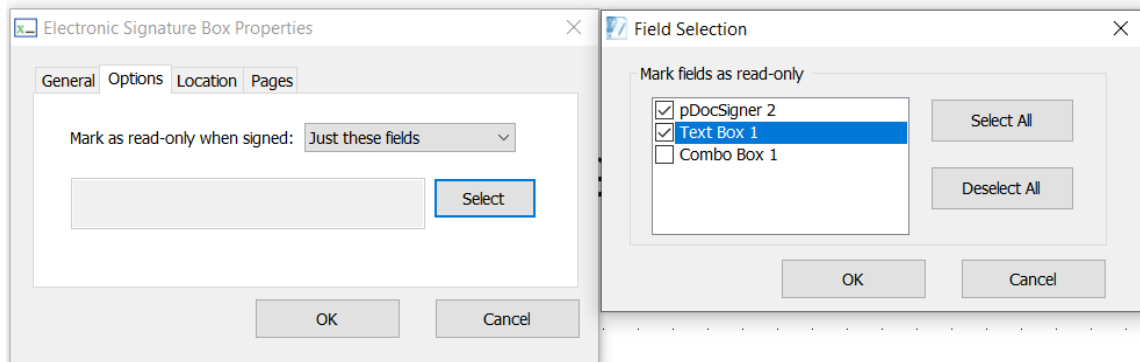 Electronic Signature Box Properties
General Options Location Pages
Mark as read-only when signed: Just these fields
Select
OK Cancel
Field Selection
Mark fields as read-only
pDocSigner 2
Text Box 1
Combo Box 1
Select All
Deselect All
OK Cancel